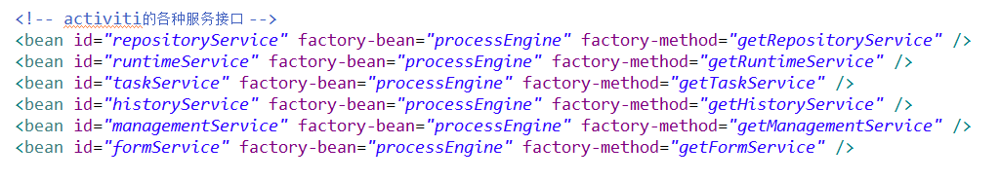 <!-- activiti的各种服务接口 -->
<bean id="repositoryService" factory-bean="processEngine" factory-method="getRepositoryService" />
<bean id="runtimeService" factory-bean="processEngine" factory-method="getRuntimeService" />
<bean id="taskService" factory-bean="processEngine" factory-method="getTaskService" />
<bean id="historyService" factory-bean="processEngine" factory-method="getHistoryService" />
<bean id="managementService" factory-bean="processEngine" factory-method="getManagementService" />
<bean id="formService" factory-bean="processEngine" factory-method="getFormService" />